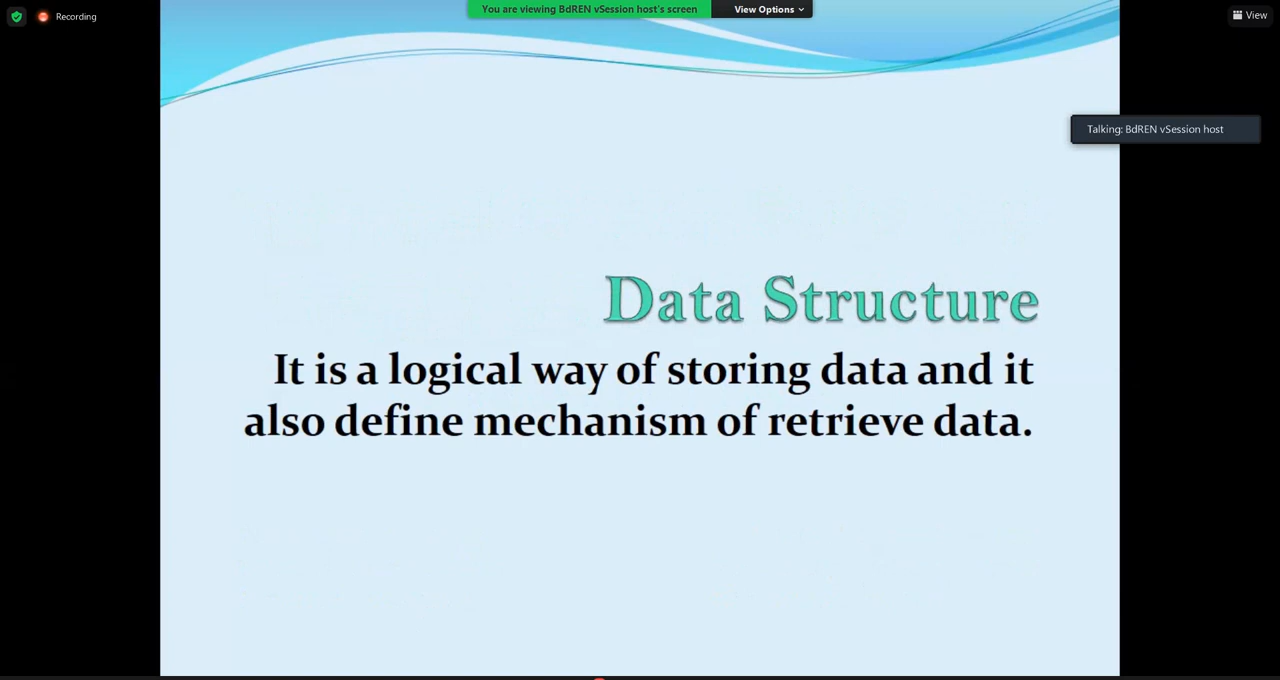 Recording
You are viewing BdREN vSession host's screen
View Options
View
Talking: BdREN vSession host
Data Structure
It is a logical way of storing data and it
also define mechanism of retrieve data.